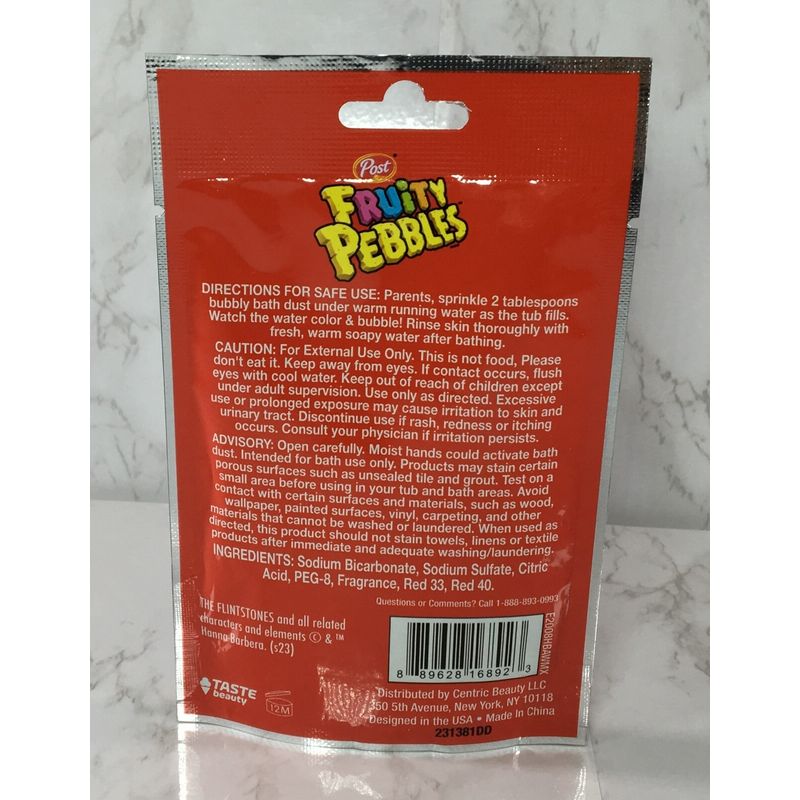 Post
FRUiTY
PEBBLES
DIRECTIONS FOR SAFE USE: Parents, sprinkle 2 tablespoons
bubbly bath dust under warm running water as the tub fills.
Watch the water color & bubble! Rinse skin thoroughly with
fresh, warm soapy water after bathing.
CAUTION: For External Use Only. This is not food, Please
don't eat it. Keep away from eyes. If contact occurs, flush
eyes with cool water. Keep out of reach of children except
under adult supervision. Use only as directed. Excessive
use or prolonged exposure may cause irritation to skin and
urinary tract. Discontinue use if rash, redness or itching
occurs. Consult your physician if irritation persists.
ADVISORY: Open carefully. Moist hands could activate bath
dust. Intended for bath use only. Products may stain certain
porous surfaces such as unsealed tile and grout. Test on a
small area before using in your tub and bath areas. Avoid
contact with certain surfaces and materials, such as wood,
wallpaper, painted surfaces, vinyl, carpeting, and other
materials that cannot be washed or laundered. When used as
directed, this product should not stain towels, linens or textile
products after immediate and adequate washing/laundering.
INGREDIENTS: Sodium Bicarbonate, Sodium Sulfate, Citric
Acid, PEG-8, Fragrance, Red 33, Red 40.
Questions or Comments? Call 1-888-893-0993
THE FLINTSTONES and all related
characters and elements © & ™
Hanna-Barbera. (s23)
E2008HBAWMX
8 89628 16892 3
TASTE
beauty
12M
Distributed by Centric Beauty LLC
350 5th Avenue, New York, NY 10118
Designed in the USA • Made In China
231381DD